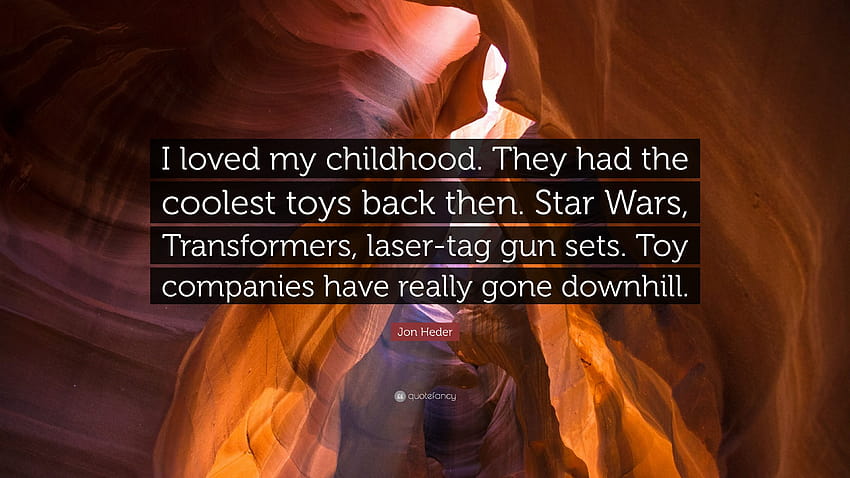 I loved my childhood. They had the
coolest toys back then. Star Wars,
Transformers, laser-tag gun sets. Toy
companies have really gone downhill.
Jon Heder
quotefancy